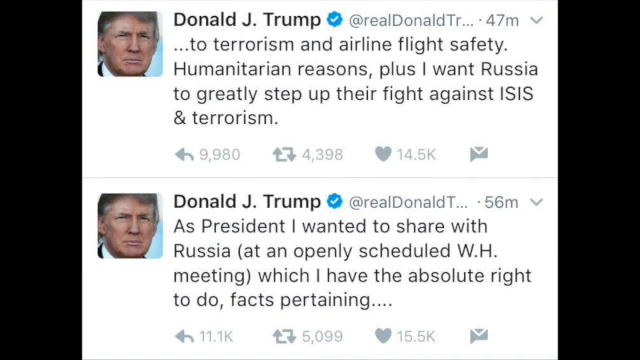 Donald J. Trump @realDonaldTr... · 47m
...to terrorism and airline flight safety.
Humanitarian reasons, plus I want Russia
to greatly step up their fight against ISIS
& terrorism.
9,980 4,398 14.5K
Donald J. Trump @realDonaldT... · 56m
As President I wanted to share with
Russia (at an openly scheduled W.H.
meeting) which I have the absolute right
to do, facts pertaining....
11.1K 5,099 15.5K